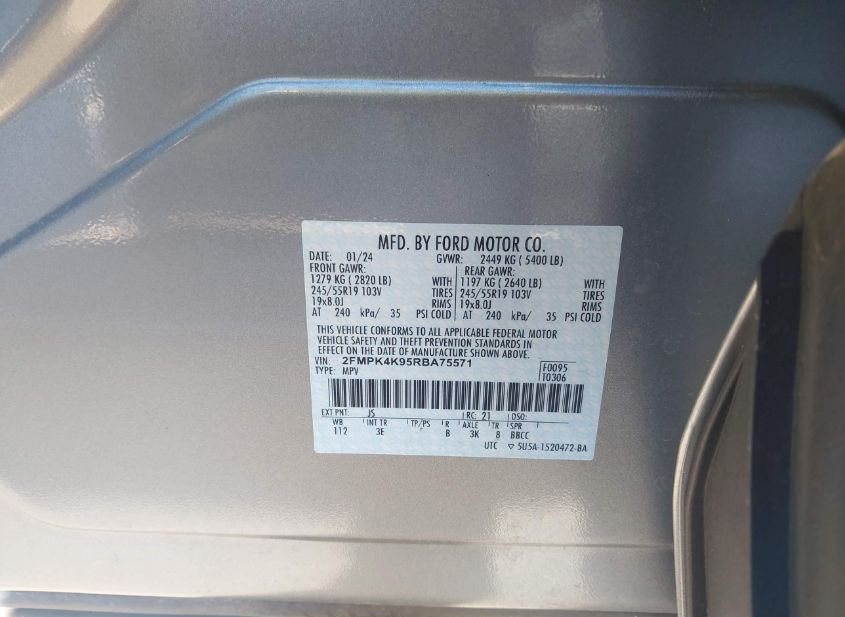 MFD. BY FORD MOTOR CO.
DATE: 01/24 GVWR: 2449 KG ( 5400 LB)
FRONT GAWR: REAR GAWR:
1279 KG ( 2820 LB) WITH 1197 KG ( 2640 LB) WITH
245/55R19 103V TIRES 245/55R19 103V TIRES
19x8.0J RIMS 19x8.0J RIMS
AT 240 kPa/ 35 PSI COLD AT 240 kPa/ 35 PSI COLD
THIS VEHICLE CONFORMS TO ALL APPLICABLE FEDERAL MOTOR
VEHICLE SAFETY AND THEFT PREVENTION STANDARDS IN
EFFECT ON THE DATE OF MANUFACTURE SHOWN ABOVE.
VIN: 2FMPK4K95RBA75571 F0095
TYPE: MPV T0306
EXT PNT: JS RC: 21 DSO:
WB INT TR TP/PS R AXLE TR SPR
112 3E B 3K 8 BBCC
UTC ▽ 5U5A-1520472-BA